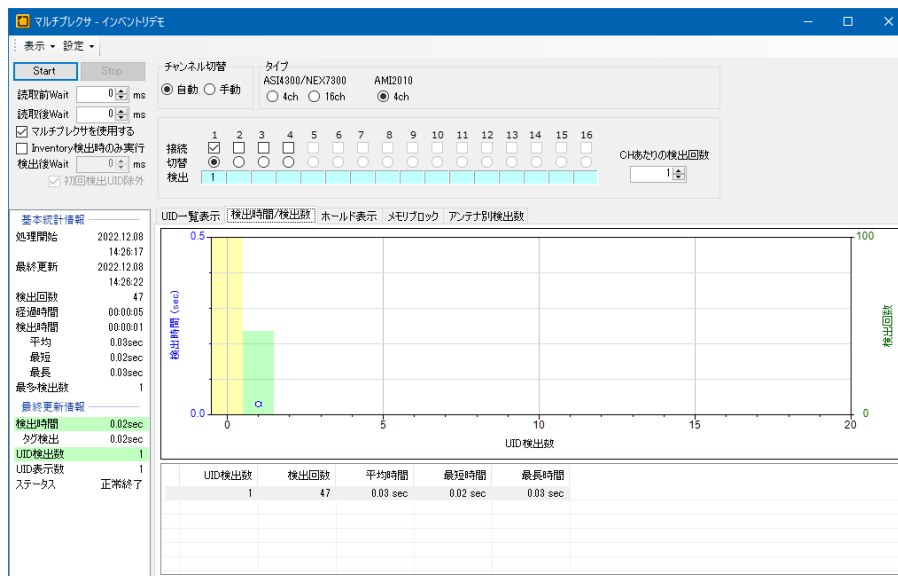 マルチプレクサ - インベントリデモ
表示 設定
Start Stop
読取前Wait 0 ms
読取後Wait 0 ms
マルチプレクサを使用する
Inventory検出時のみ実行
検出後Wait 0 ms
初回検出UID除外
チャンネル切替
自動 手動
タイプ
ASI4300/NEX7300 AMI2010
4ch 16ch 4ch
1 2 3 4 5 6 7 8 9 10 11 12 13 14 15 16
接続
切替
検出 1
CHあたりの検出回数
1
基本統計情報
処理開始 2022.12.08
14:26:17
最終更新 2022.12.08
14:26:22
検出回数 47
経過時間 00:00:05
検出時間 00:00:01
平均 0.03sec
最短 0.02sec
最長 0.03sec
最多検出数 1
最終更新情報
検出時間 0.02sec
タグ検出 0.02sec
UID検出数 1
UID表示数 1
ステータス 正常終了
UID一覧表示 検出時間/検出数 ホールド表示 メモリブロック アンテナ別検出数
0.5 100
検出時間 (sec)
検出回数
0.0 0
0 5 10 15 20
UID検出数
UID検出数 検出回数 平均時間 最短時間 最長時間
1 47 0.03 sec 0.02 sec 0.03 sec